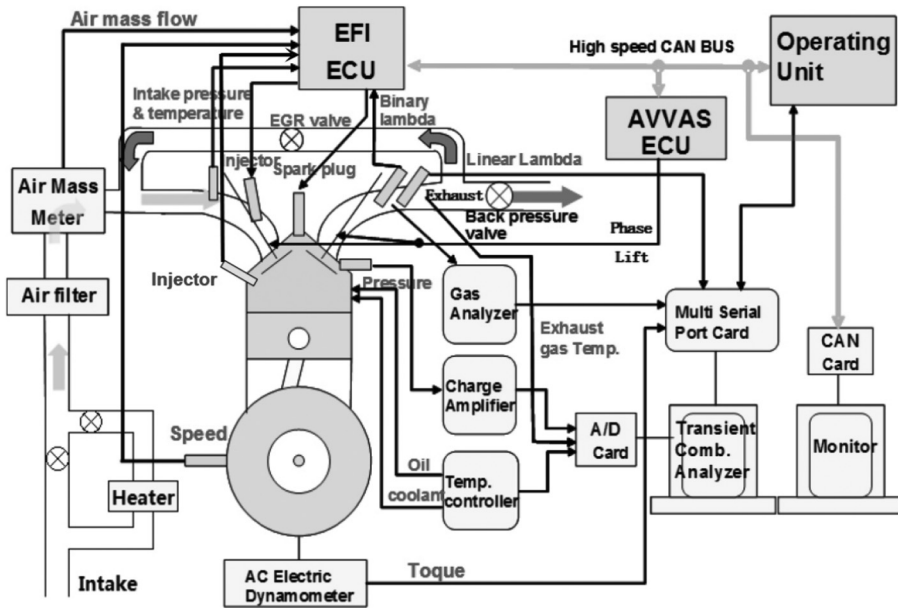 Air mass flow
EFI
ECU
High speed CAN BUS
Operating
Unit
Intake pressure
& temperature
Binary
lambda
EGR valve
AVVAS
ECU
Injector
Spark plug
Linear Lambda
Air Mass
Meter
Exhaust
Back pressure
valve
Phase
Lift
Injector
Pressure
Air filter
Gas
Analyzer
Multi Serial
Port Card
Exhaust
gas Temp.
CAN
Card
Charge
Amplifier
A/D
Card
Transient
Comb.
Analyzer
Monitor
Speed
Oil
coolant
Temp.
controller
Heater
Intake
AC Electric
Dynamometer
Toque